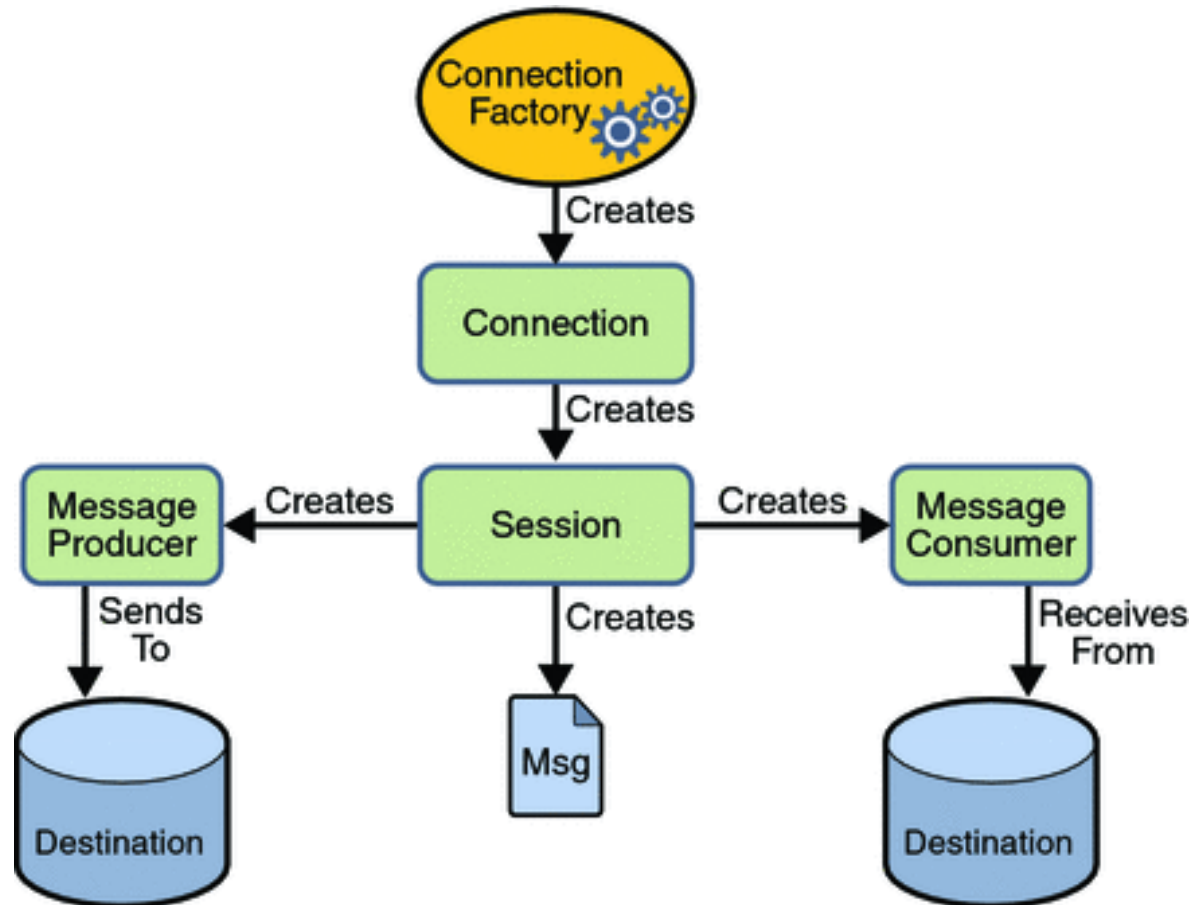 Connection
Factory
Creates
Connection
Creates
Message
Producer
Creates
Session
Creates
Message
Consumer
Sends
To
Creates
Receives
From
Destination
Msg
Destination